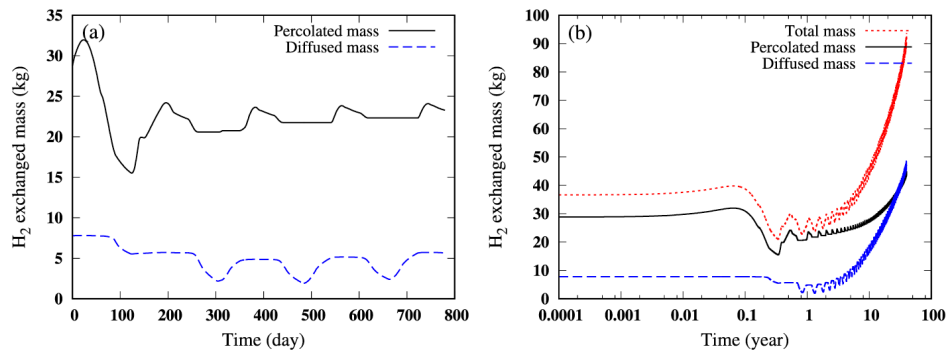 (a)
Percolated mass
Diffused mass
H2 exchanged mass (kg)
35
30
25
20
15
10
5
0
0 100 200 300 400 500 600 700 800
Time (day)
(b)
Total mass
Percolated mass
Diffused mass
H2 exchanged mass (kg)
100
90
80
70
60
50
40
30
20
10
0
0.0001 0.001 0.01 0.1 1 10 100
Time (year)